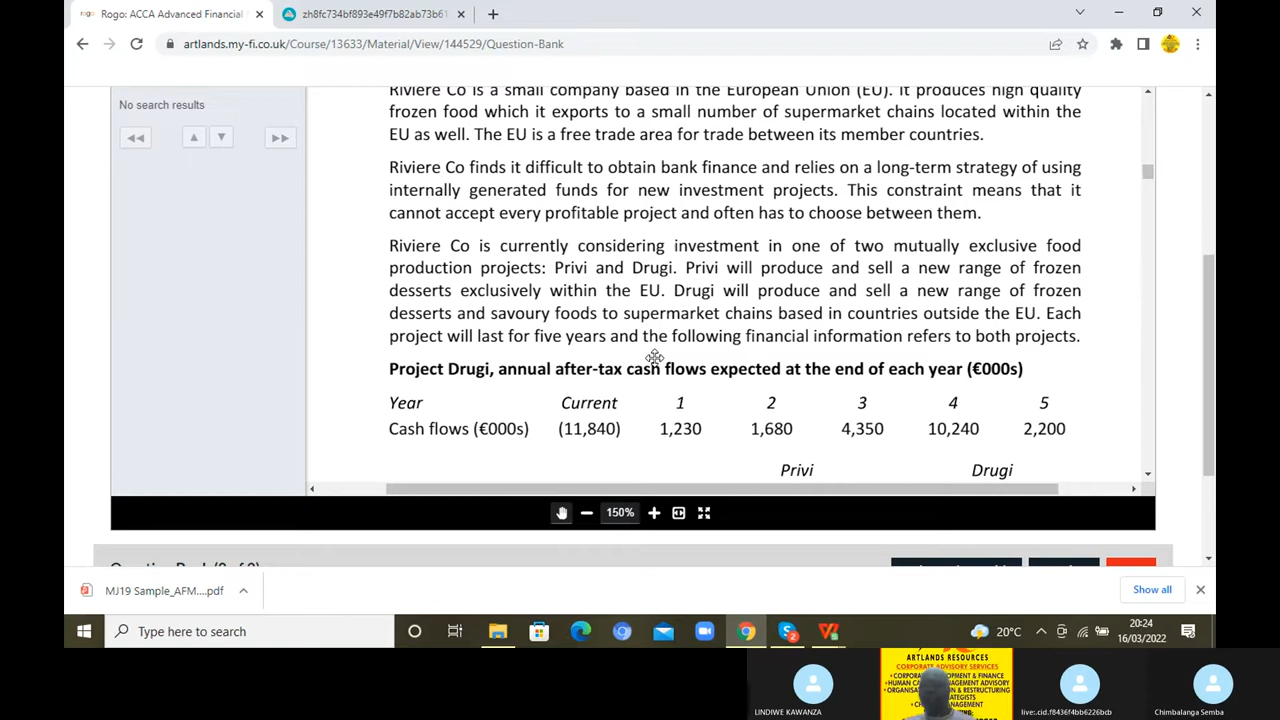 Rogo: ACCA Advanced Financial
zh8fc734bf893e49f7b82ab73b61
artlands.my-fi.co.uk/Course/13633/Material/View/144529/Question-Bank
No search results
Riviere Co is a small company based in the European Union (EU). It produces high quality
frozen food which it exports to a small number of supermarket chains located within the
EU as well. The EU is a free trade area for trade between its member countries.
Riviere Co finds it difficult to obtain bank finance and relies on a long-term strategy of using
internally generated funds for new investment projects. This constraint means that it
cannot accept every profitable project and often has to choose between them.
Riviere Co is currently considering investment in one of two mutually exclusive food
production projects: Privi and Drugi. Privi will produce and sell a new range of frozen
desserts exclusively within the EU. Drugi will produce and sell a new range of frozen
desserts and savoury foods to supermarket chains based in countries outside the EU. Each
project will last for five years and the following financial information refers to both projects.
Project Drugi, annual after-tax cash flows expected at the end of each year (€000s)
Year Current 1 2 3 4 5
Cash flows (€000s) (11,840) 1,230 1,680 4,350 10,240 2,200
Privi Drugi
150%
MJ19 Sample_AFM....pdf
Show all
Type here to search
20°C
20:24
16/03/2022
ARTLANDS RESOURCES
CORPORATE ADVISORY SERVICES
LINDIWE KAWANZA
live:.cid.f8436f4bb6226bcb
Chimbalanga Semba